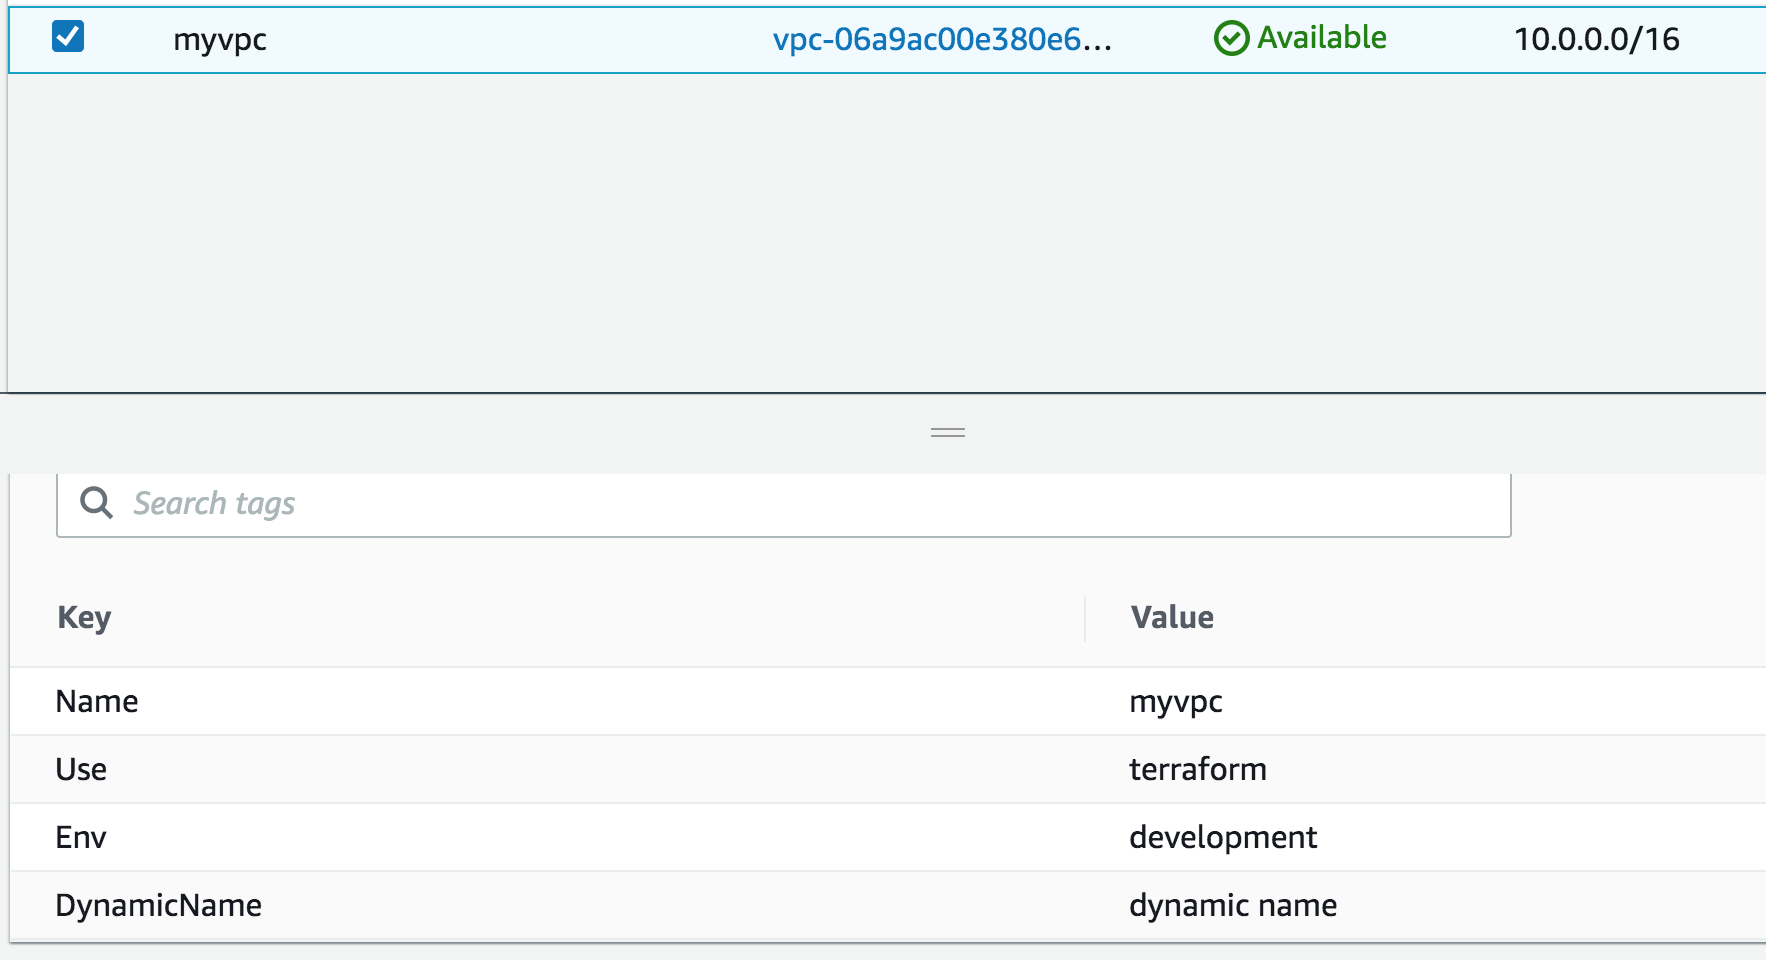 myvpc vpc-06a9ac00e380e6... Available 10.0.0.0/16
Search tags
Key Value
Name myvpc
Use terraform
Env development
DynamicName dynamic name